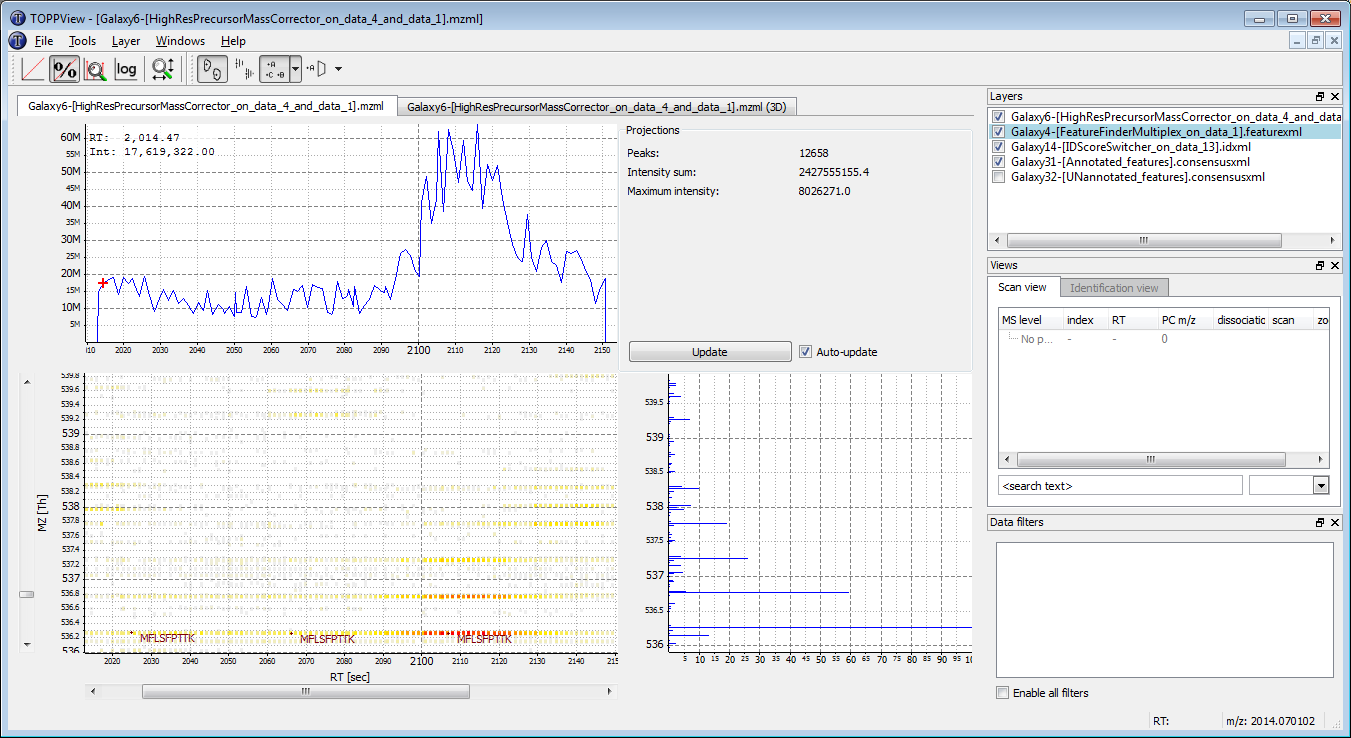 TOPPView - [Galaxy6-[HighResPrecursorMassCorrector_on_data_4_and_data_1].mzml]
File Tools Layer Windows Help
% log +A -C +B +A
Galaxy6-[HighResPrecursorMassCorrector_on_data_4_and_data_1].mzml
Galaxy6-[HighResPrecursorMassCorrector_on_data_4_and_data_1].mzml (3D)
RT: 2,014.47
Int: 17,619,322.00
60M
55M
50M
45M
40M
35M
30M
25M
20M
15M
10M
5M
010 2020 2030 2040 2050 2060 2070 2080 2090 2100 2110 2120 2130 2140 2150
Projections
Peaks: 12658
Intensity sum: 2427555155.4
Maximum intensity: 8026271.0
Update Auto-update
MZ [Th]
539.8
539.6
539.4
539.2
539
538.8
538.6
538.4
538.2
538
537.8
537.6
537.4
537.2
537
536.8
536.6
536.4
536.2
536
MFLSFPTTK MFLSFPTTK MFLSFPTTK
2020 2030 2040 2050 2060 2070 2080 2090 2100 2110 2120 2130 2140 215
RT [sec]
539.5
539
538.5
538
537.5
537
536.5
536
5 10 15 20 25 30 35 40 45 50 55 60 65 70 75 80 85 90 95 10
Layers
Galaxy6-[HighResPrecursorMassCorrector_on_data_4_and_data
Galaxy4-[FeatureFinderMultiplex_on_data_1].featurexml
Galaxy14-[IDScoreSwitcher_on_data_13].idxml
Galaxy31-[Annotated_features].consensusxml
Galaxy32-[UNannotated_features].consensusxml
Views
Scan view Identification view
MS level index RT PC m/z dissociatic scan zo
No p... - - 0
<search text>
Data filters
Enable all filters
RT: m/z: 2014.070102